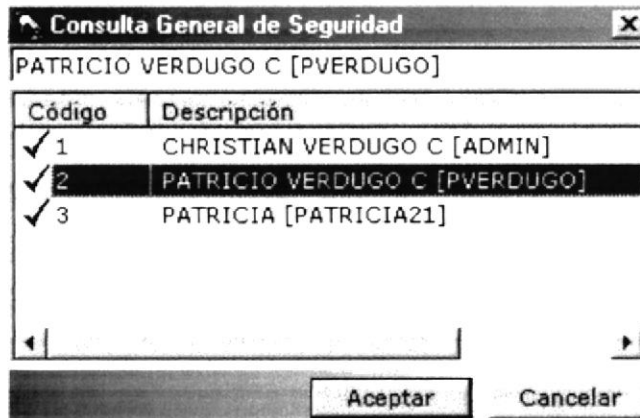 Consulta General de Seguridad
PATRICIO VERDUGO C [PVERDUGO]
Código Descripción
1 CHRISTIAN VERDUGO C [ADMIN]
2 PATRICIO VERDUGO C [PVERDUGO]
3 PATRICIA [PATRICIA21]
Aceptar Cancelar